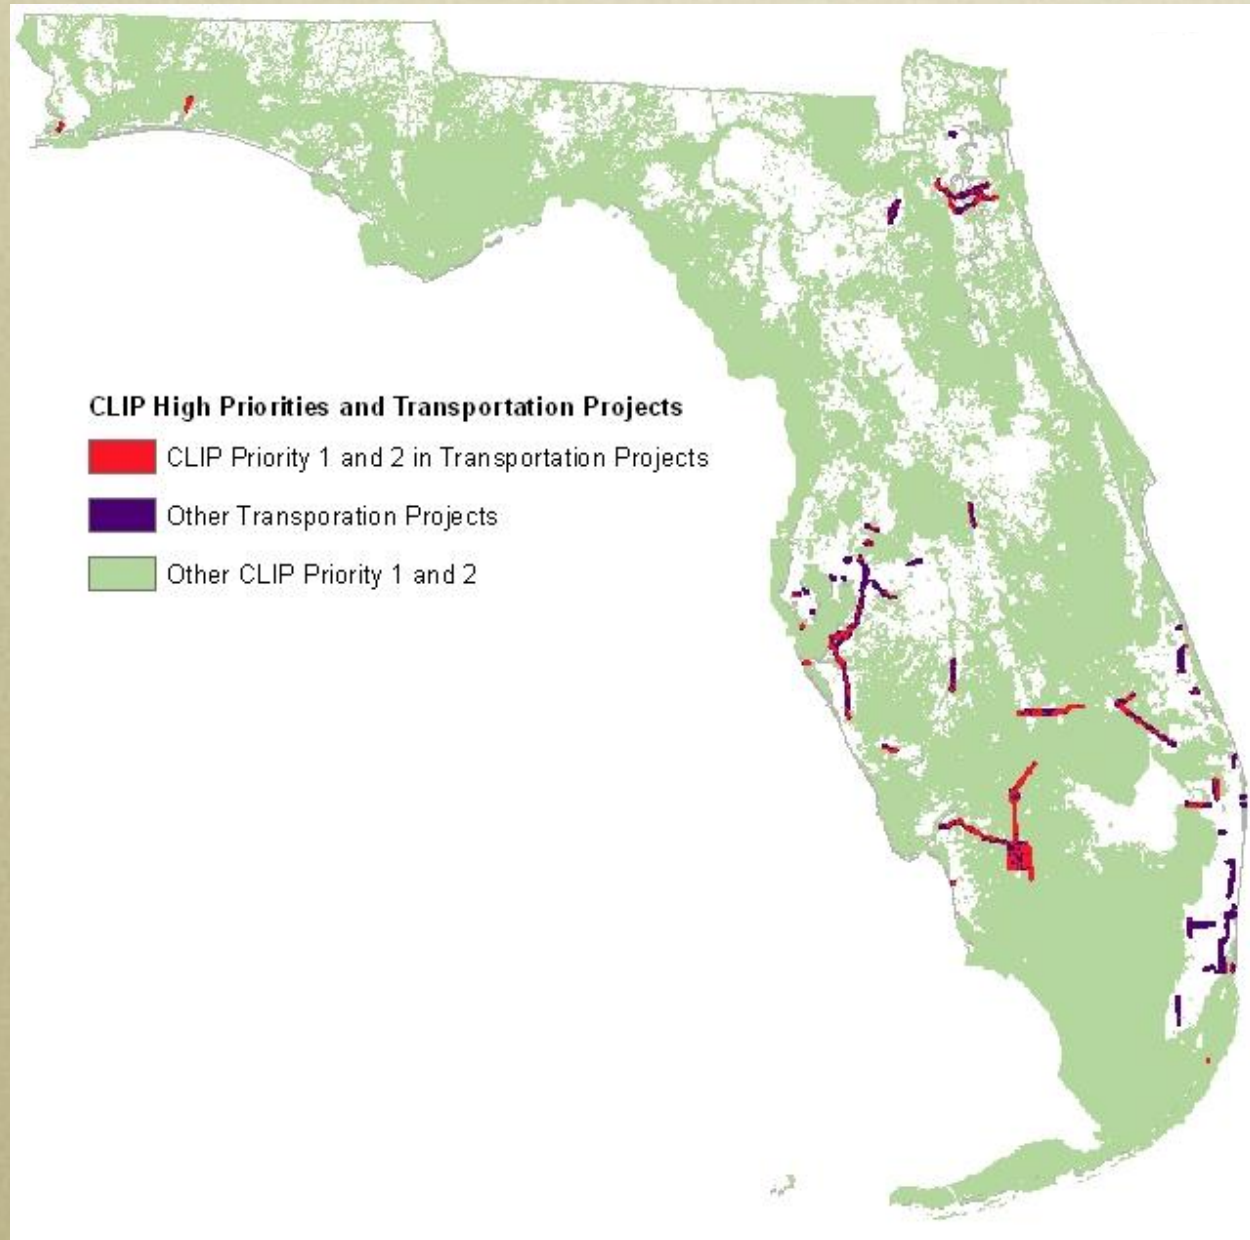 CLIP High Priorities and Transportation Projects
CLIP Priority 1 and 2 in Transportation Projects
Other Transporation Projects
Other CLIP Priority 1 and 2